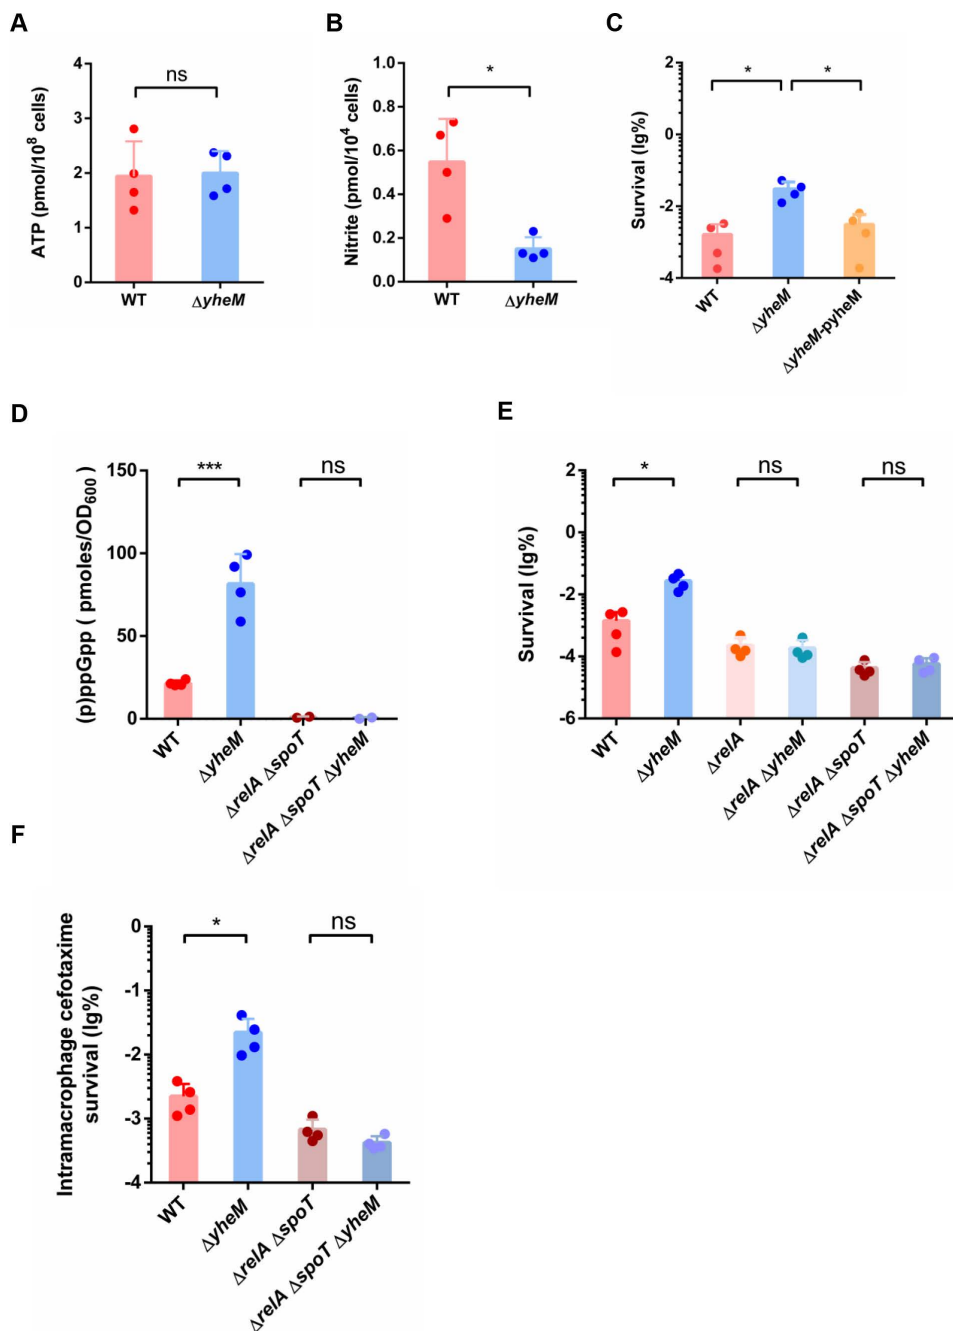 A
B
C
ATP (pmol/10⁸ cells)
4
3
2
1
0
ns
WT
ΔyheM
Nitrite (pmol/10⁴ cells)
1.0
0.8
0.6
0.4
0.2
0.0
*
WT
ΔyheM
Survival (lg%)
2
0
-2
-4
*
*
WT
ΔyheM
ΔyheM-pyheM
D
E
(p)ppGpp ( pmoles/OD₆₀₀ )
150
100
50
0
***
ns
WT
ΔyheM
ΔrelA ΔspoT
ΔrelA ΔspoT ΔyheM
Survival (lg%)
2
0
-2
-4
-6
*
ns
ns
WT
ΔyheM
ΔrelA
ΔrelA ΔyheM
ΔrelA ΔspoT
ΔrelA ΔspoT ΔyheM
F
Intramacrophage cefotaxime
survival (lg%)
0
-1
-2
-3
-4
*
ns
WT
ΔyheM
ΔrelA ΔspoT
ΔrelA ΔspoT ΔyheM